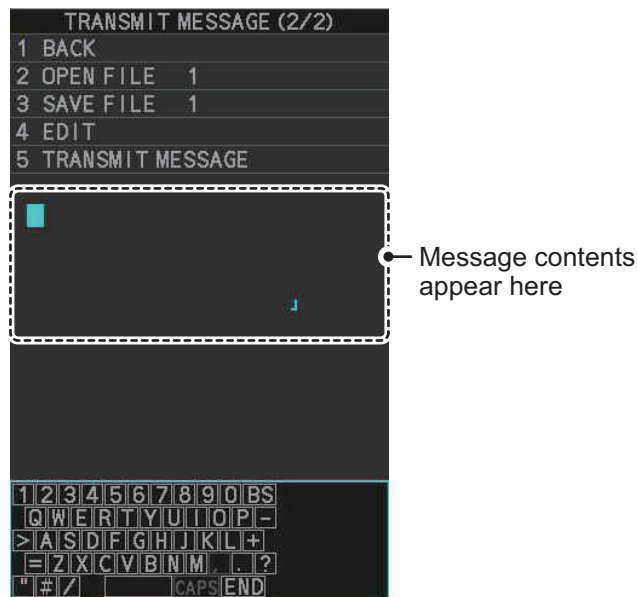 TRANSMIT MESSAGE (2/2)
1 BACK
2 OPEN FILE 1
3 SAVE FILE 1
4 EDIT
5 TRANSMIT MESSAGE
Message contents
appear here
1 2 3 4 5 6 7 8 9 0 BS
Q W E R T Y U I O P -
> A S D F G H J K L +
= Z X C V B N M , . ?
" # / CAPS END